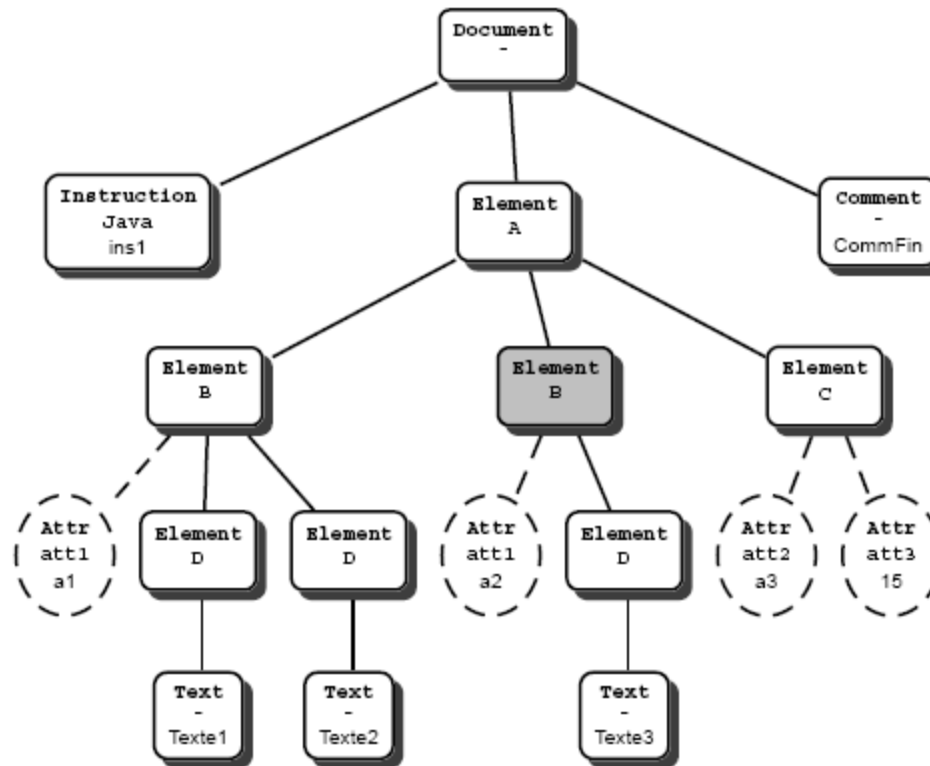 Document
-
Instruction
Java
ins1
Element
A
Comment
-
CommFin
Element
B
Element
B
Element
C
Attr
att1
a1
Element
D
Element
D
Attr
att1
a2
Element
D
Attr
att2
a3
Attr
att3
15
Text
-
Texte1
Text
-
Texte2
Text
-
Texte3